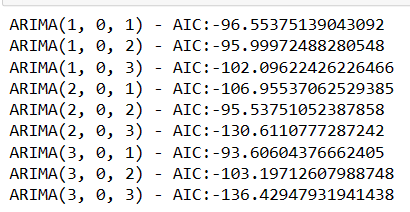 ARIMA(1, 0, 1) - AIC:-96.55375139043092
ARIMA(1, 0, 2) - AIC:-95.99972488280548
ARIMA(1, 0, 3) - AIC:-102.09622426226466
ARIMA(2, 0, 1) - AIC:-106.95537062529385
ARIMA(2, 0, 2) - AIC:-95.53751052387858
ARIMA(2, 0, 3) - AIC:-130.6110777287242
ARIMA(3, 0, 1) - AIC:-93.60604376662405
ARIMA(3, 0, 2) - AIC:-103.19712607988748
ARIMA(3, 0, 3) - AIC:-136.42947931941438